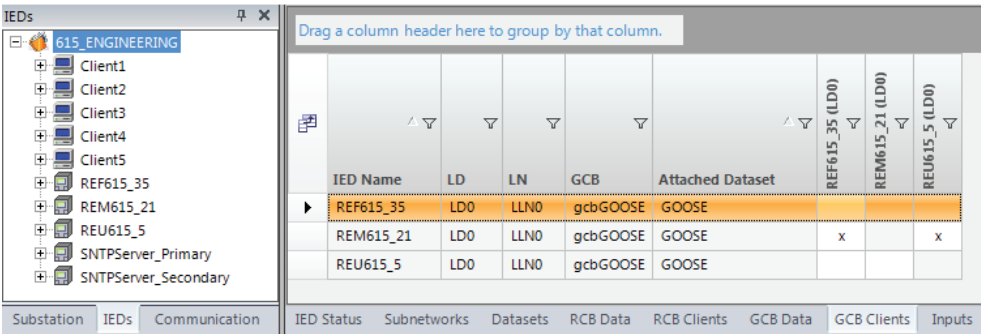 IEDs
615_ENGINEERING
Client1
Client2
Client3
Client4
Client5
REF615_35
REM615_21
REU615_5
SNTPServer_Primary
SNTPServer_Secondary
Substation IEDs Communication
Drag a column header here to group by that column.
IED Name LD LN GCB Attached Dataset REF615_35 (LD0) REM615_21 (LD0) REU615_5 (LD0)
REF615_35 LD0 LLN0 gcbGOOSE GOOSE
REM615_21 LD0 LLN0 gcbGOOSE GOOSE x x
REU615_5 LD0 LLN0 gcbGOOSE GOOSE
IED Status Subnetworks Datasets RCB Data RCB Clients GCB Data GCB Clients Inputs